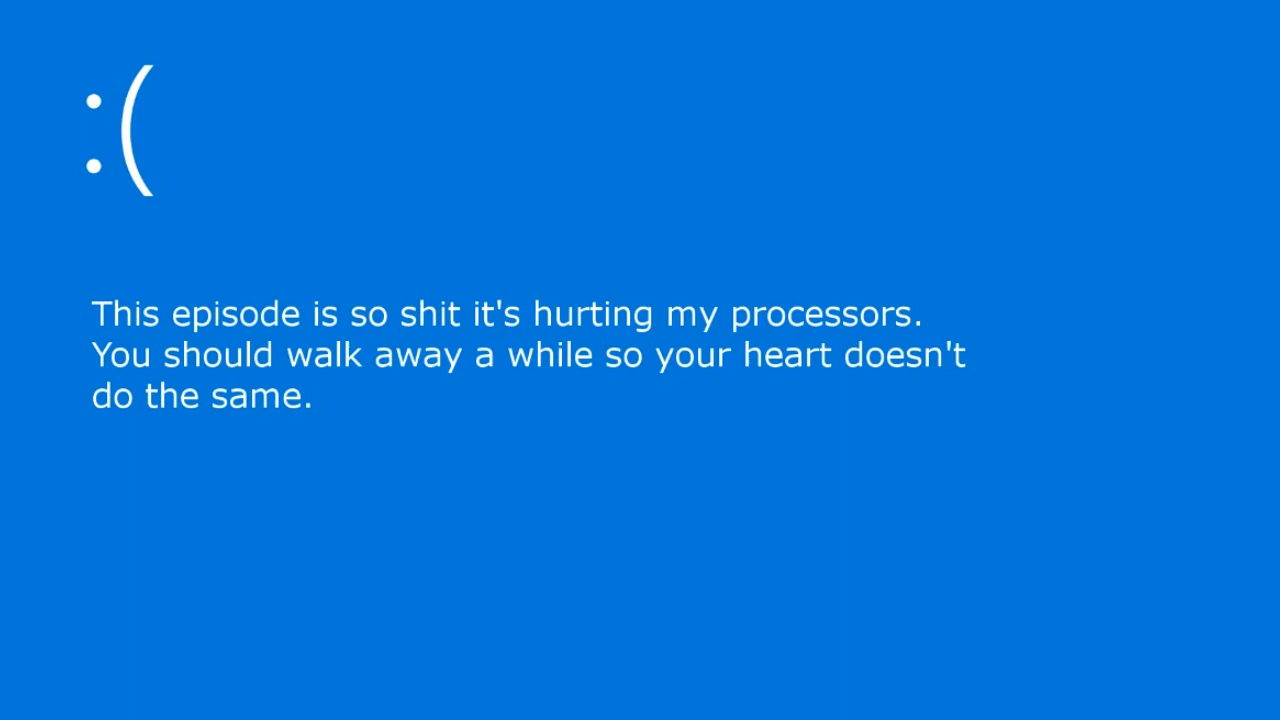 :(
This episode is so shit it's hurting my processors.
You should walk away a while so your heart doesn't
do the same.